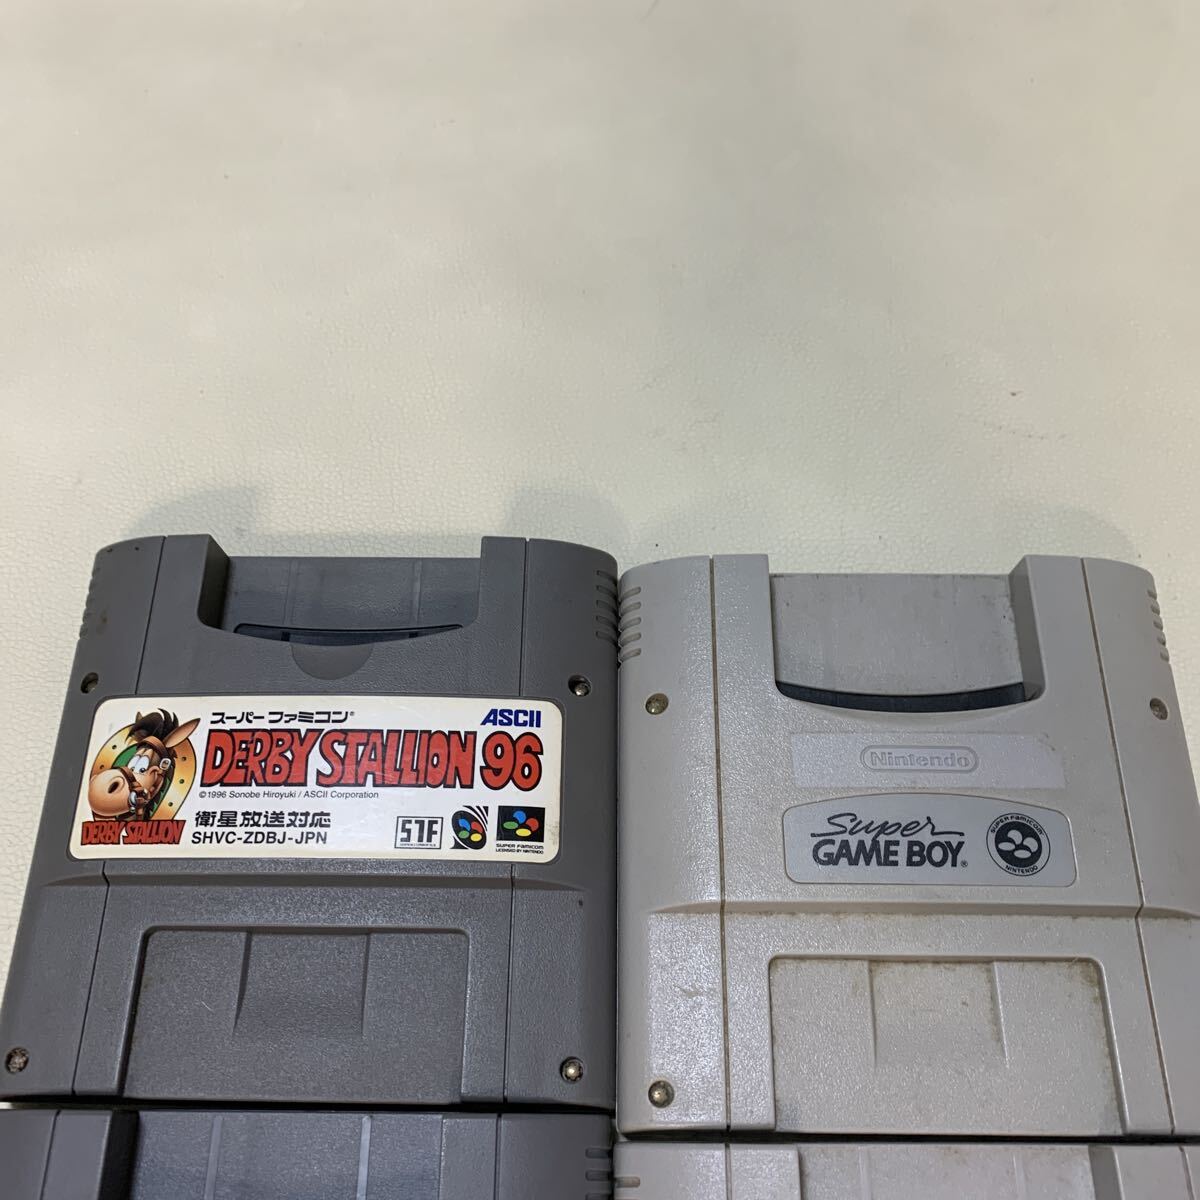 スーパーファミコン®
ASCII
DERBY STALLION 96
©1996 Sonobe Hiroyuki / ASCII Corporation
DERBY STALLION
衛星放送対応
SHVC-ZDBJ-JPN
STF
SUPER FAMICOM
LICENSED BY NINTENDO
Nintendo
Super
GAME BOY®
SUPER FAMICOM
NINTENDO